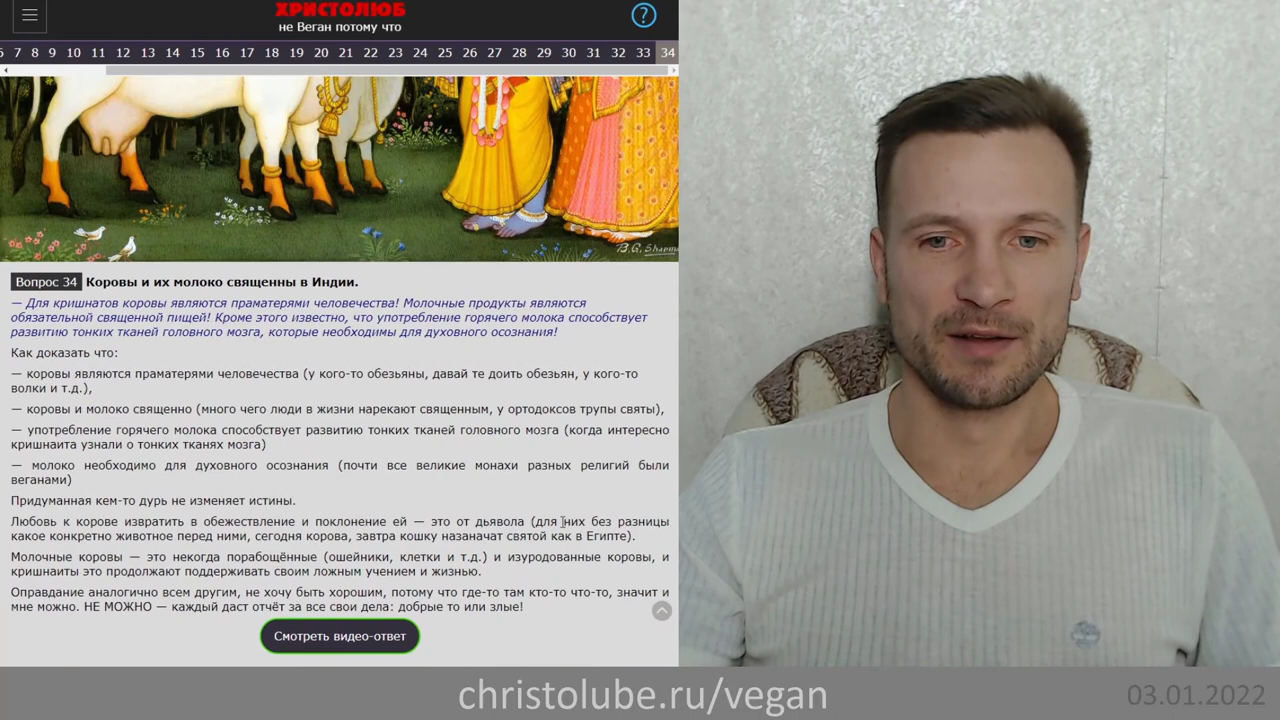 ХРИСТОЛЮБ
не Веган потому что
?
6 7 8 9 10 11 12 13 14 15 16 17 18 19 20 21 22 23 24 25 26 27 28 29 30 31 32 33 34
B.G. Sharma
Вопрос 34 Коровы и их молоко священны в Индии.
— Для кришнатов коровы являются праматерями человечества! Молочные продукты являются
обязательной священной пищей! Кроме этого известно, что употребление горячего молока способствует
развитию тонких тканей головного мозга, которые необходимы для духовного осознания!
Как доказать что:
— коровы являются праматерями человечества (у кого-то обезьяны, давай те доить обезьян, у кого-то
волки и т.д.),
— коровы и молоко священно (много чего люди в жизни нарекают священным, у ортодоксов трупы святы),
— употребление горячего молока способствует развитию тонких тканей головного мозга (когда интересно
кришнаита узнали о тонких тканях мозга)
— молоко необходимо для духовного осознания (почти все великие монахи разных религий были
веганами)
Придуманная кем-то дурь не изменяет истины.
Любовь к корове извратить в обежествление и поклонение ей — это от дьявола (для них без разницы
какое конкретно животное перед ними, сегодня корова, завтра кошку назаначат святой как в Египте).
Молочные коровы — это некогда порабощённые (ошейники, клетки и т.д.) и изуродованные коровы, и
кришнаиты это продолжают поддерживать своим ложным учением и жизнью.
Оправдание аналогично всем другим, не хочу быть хорошим, потому что где-то там кто-то что-то, значит и
мне можно. НЕ МОЖНО — каждый даст отчёт за все свои дела: добрые то или злые!
Смотреть видео-ответ
christolube.ru/vegan
03.01.2022